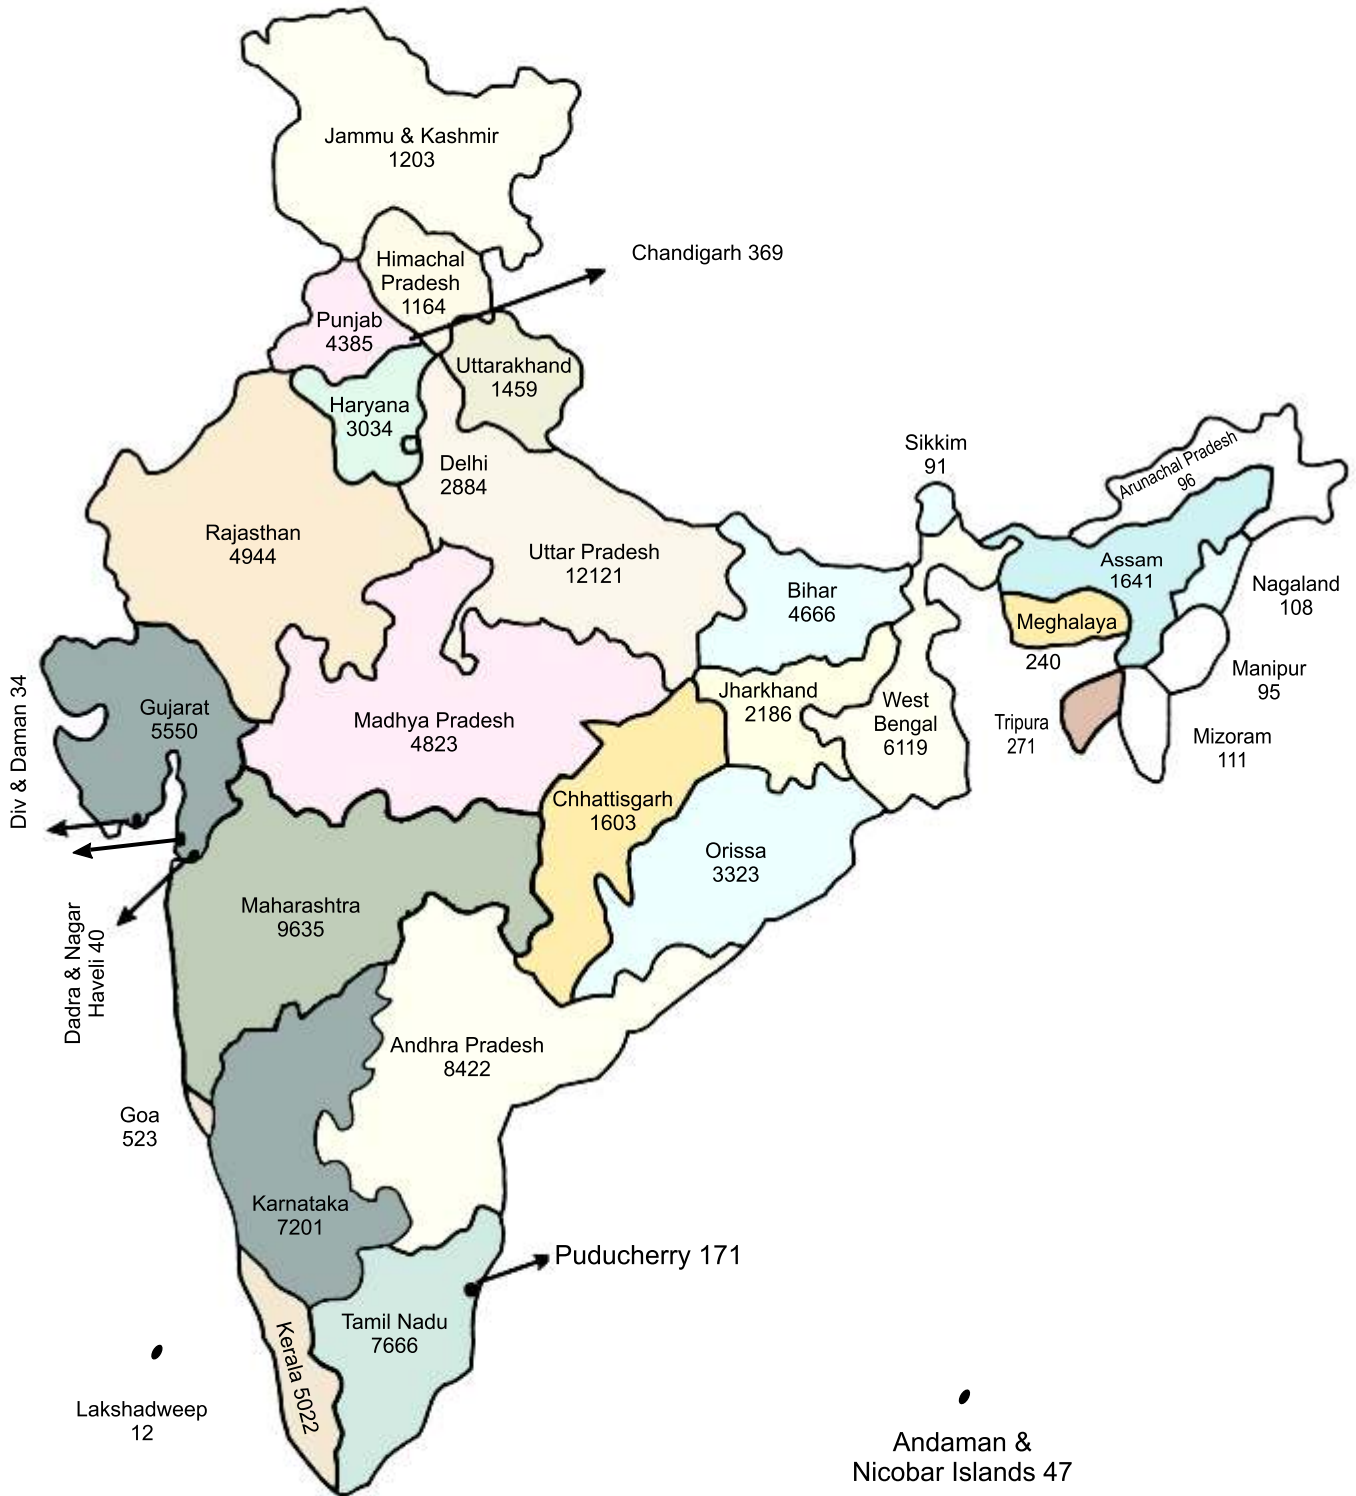 Jammu & Kashmir
1203
Chandigarh 369
Himachal
Pradesh
1164
Punjab
4385
Uttarakhand
1459
Haryana
3034
Delhi
2884
Sikkim
91
Arunachal Pradesh
96
Rajasthan
4944
Uttar Pradesh
12121
Bihar
4666
Assam
1641
Nagaland
108
Meghalaya
240
Manipur
95
Div & Daman 34
Gujarat
5550
Madhya Pradesh
4823
Jharkhand
2186
West
Bengal
6119
Tripura
271
Mizoram
111
Chhattisgarh
1603
Orissa
3323
Maharashtra
9635
Dadra & Nagar
Haveli 40
Andhra Pradesh
8422
Goa
523
Karnataka
7201
Puducherry 171
Tamil Nadu
7666
Kerala 5022
Lakshadweep
12
Andaman &
Nicobar Islands 47